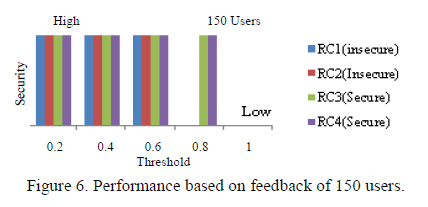 High
150 Users
Security
RC1(insecure)
RC2(Insecure)
RC3(Secure)
RC4(Secure)
Low
0.2 0.4 0.6 0.8 1
Threshold
Figure 6. Performance based on feedback of 150 users.